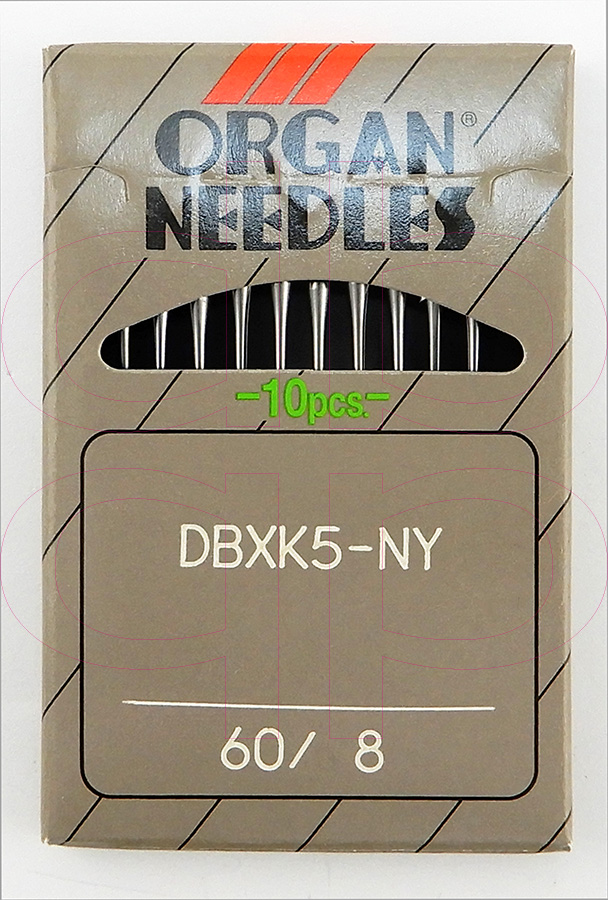 ORGAN®
NEEDLES
-10pcs.-
DBXK5-NY
60/ 8